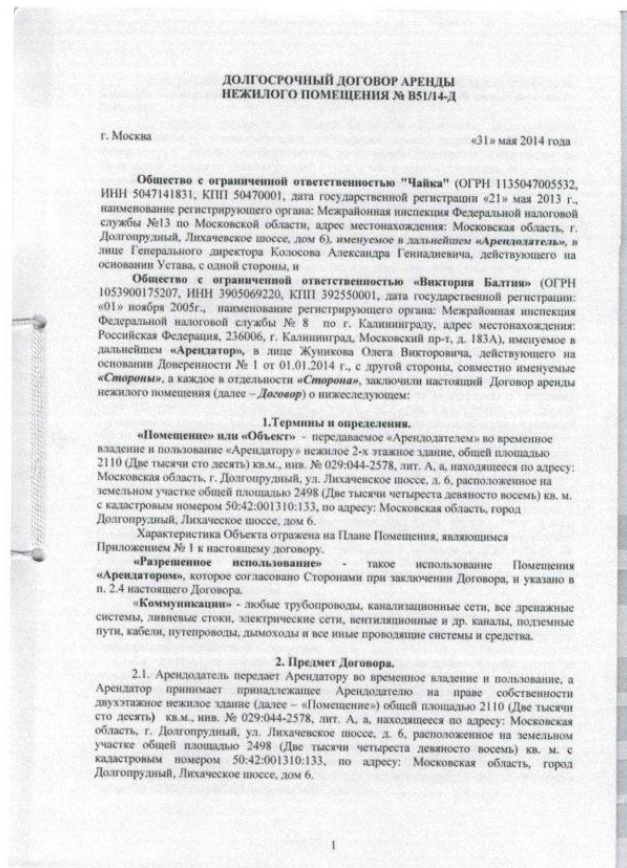 ДОЛГОСРОЧНЫЙ ДОГОВОР АРЕНДЫ
НЕЖИЛОГО ПОМЕЩЕНИЯ № В51/14-Д
г. Москва
«31» мая 2014 года
Общество с ограниченной ответственностью "Чайка" (ОГРН 1135047005532,
ИНН 5047141831, КПП 50470001, дата государственной регистрации «21» мая 2013 г.,
наименование регистрирующего органа: Межрайонная инспекция Федеральной налоговой
службы №13 по Московской области, адрес местонахождения: Московская область, г.
Долгопрудный, Лихачевское шоссе, дом 6), именуемое в дальнейшем «Арендодатель», в
лице Генерального директора Колосова Александра Геннадиевича, действующего на
основании Устава, с одной стороны, и
Общество с ограниченной ответственностью «Виктория Балтия» (ОГРН
1053900175207, ИНН 3905069220, КПП 392550001, дата государственной регистрации:
«01» ноября 2005г., наименование регистрирующего органа: Межрайонная инспекция
Федеральной налоговой службы № 8 по г. Калининграду, адрес местонахождения:
Российская Федерация, 236006, г. Калининград, Московский пр-т, д. 183А), именуемое в
дальнейшем «Арендатор», в лице Жуникова Олега Викторовича, действующего на
основании Доверенности № 1 от 01.01.2014 г., с другой стороны, совместно именуемые
«Стороны», а каждое в отдельности «Сторона», заключили настоящий Договор аренды
нежилого помещения (далее – Договор) о нижеследующем:
1.Термины и определения.
«Помещение» или «Объект» - передаваемое «Арендодателем» во временное
владение и пользование «Арендатору» нежилое 2-х этажное здание, общей площадью
2110 (Две тысячи сто десять) кв.м., инв. № 029:044-2578, лит. А, а, находящееся по адресу:
Московская область, г. Долгопрудный, ул. Лихачевское шоссе, д. 6, расположенное на
земельном участке общей площадью 2498 (Две тысячи четыреста девяносто восемь) кв. м.
с кадастровым номером 50:42:001310:133, по адресу: Московская область, город
Долгопрудный, Лихаческое шоссе, дом 6.
Характеристика Объекта отражена на Плане Помещения, являющимся
Приложением № 1 к настоящему договору.
«Разрешенное использование» - такое использование Помещения
«Арендатором», которое согласовано Сторонами при заключении Договора, и указано в
п. 2.4 настоящего Договора.
«Коммуникации» - любые трубопроводы, канализационные сети, все дренажные
системы, ливневые стоки, электрические сети, вентиляционные и др. каналы, подземные
пути, кабели, путепроводы, дымоходы и все иные проводящие системы и средства.
2. Предмет Договора.
2.1. Арендодатель передает Арендатору во временное владение и пользование, а
Арендатор принимает принадлежащее Арендодателю на праве собственности
двухэтажное нежилое здание (далее – «Помещение») общей площадью 2110 (Две тысячи
сто десять) кв.м., инв. № 029:044-2578, лит. А, а, находящееся по адресу: Московская
область, г. Долгопрудный, ул. Лихачевское шоссе, д. 6, расположенное на земельном
участке общей площадью 2498 (Две тысячи четыреста девяносто восемь) кв. м. с
кадастровым номером 50:42:001310:133, по адресу: Московская область, город
Долгопрудный, Лихаческое шоссе, дом 6.
1